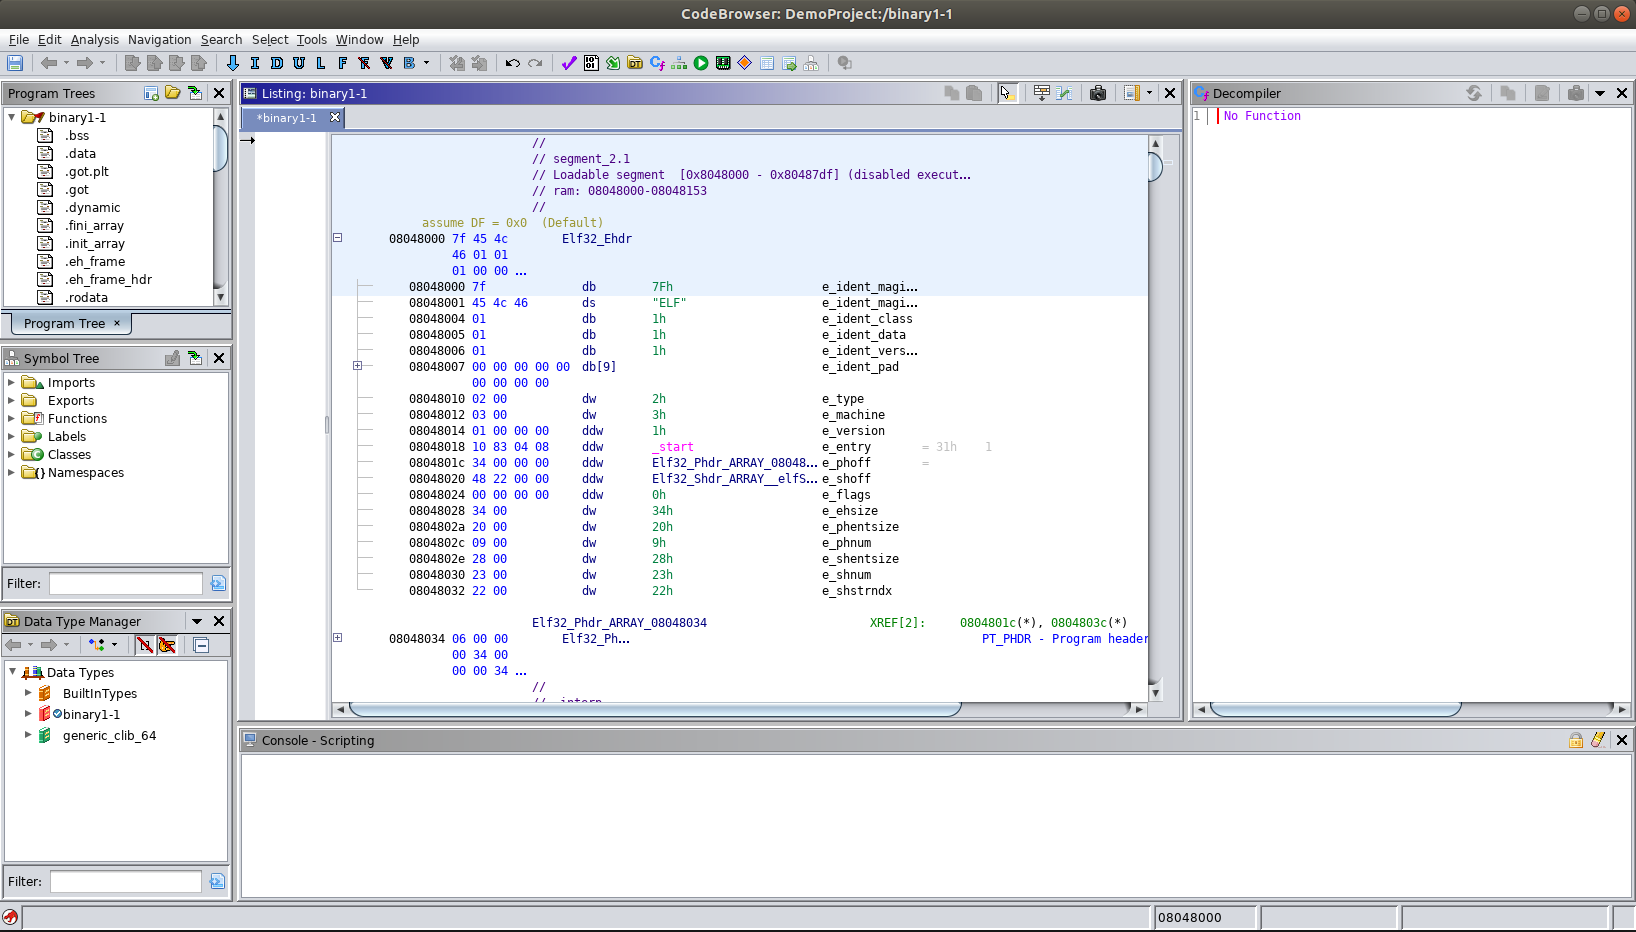 CodeBrowser: DemoProject:/binary1-1
File Edit Analysis Navigation Search Select Tools Window Help
I D U L F B
Program Trees
binary1-1
.bss
.data
.got.plt
.got
.dynamic
.fini_array
.init_array
.eh_frame
.eh_frame_hdr
.rodata
Program Tree ×
Symbol Tree
Imports
Exports
Functions
Labels
Classes
Namespaces
Filter:
Data Type Manager
Data Types
BuiltInTypes
binary1-1
generic_clib_64
Filter:
Listing: binary1-1
*binary1-1
//
// segment_2.1
// Loadable segment [0x8048000 - 0x80487df] (disabled execut...
// ram: 08048000-08048153
//
assume DF = 0x0 (Default)
08048000 7f 45 4c Elf32_Ehdr
46 01 01
01 00 00 ...
08048000 7f db 7Fh e_ident_magi...
08048001 45 4c 46 ds "ELF" e_ident_magi...
08048004 01 db 1h e_ident_class
08048005 01 db 1h e_ident_data
08048006 01 db 1h e_ident_vers...
08048007 00 00 00 00 00 db[9] e_ident_pad
00 00 00 00
08048010 02 00 dw 2h e_type
08048012 03 00 dw 3h e_machine
08048014 01 00 00 00 ddw 1h e_version
08048018 10 83 04 08 ddw _start e_entry = 31h 1
0804801c 34 00 00 00 ddw Elf32_Phdr_ARRAY_08048... e_phoff =
08048020 48 22 00 00 ddw Elf32_Shdr_ARRAY__elfS... e_shoff
08048024 00 00 00 00 ddw 0h e_flags
08048028 34 00 dw 34h e_ehsize
0804802a 20 00 dw 20h e_phentsize
0804802c 09 00 dw 9h e_phnum
0804802e 28 00 dw 28h e_shentsize
08048030 23 00 dw 23h e_shnum
08048032 22 00 dw 22h e_shstrndx
Elf32_Phdr_ARRAY_08048034 XREF[2]: 0804801c(*), 0804803c(*)
08048034 06 00 00 Elf32_Ph... PT_PHDR - Program header
00 34 00
00 00 34 ...
//
// .interp
Decompiler
1 No Function
Console - Scripting
08048000